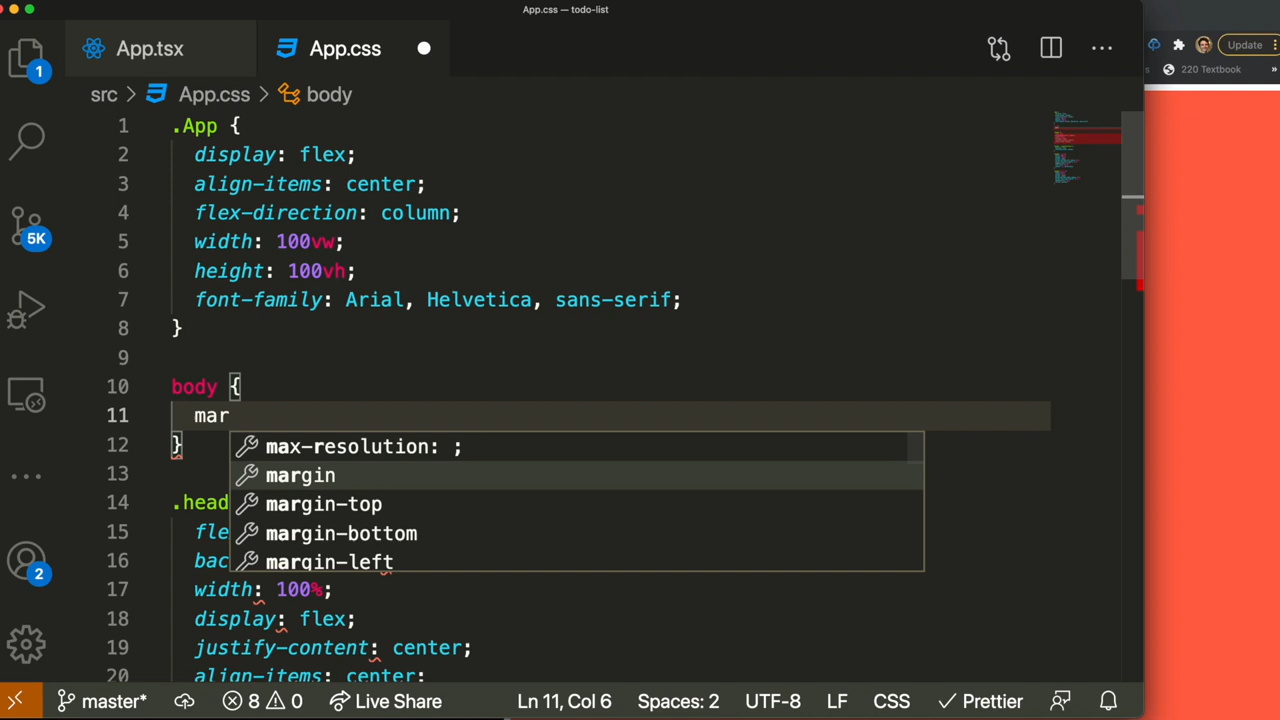 App.css — todo-list
App.tsx
App.css
Update
220 Textbook
»
src > App.css > body
1 .App {
2 display: flex;
3 align-items: center;
4 flex-direction: column;
5 width: 100vw;
6 height: 100vh;
7 font-family: Arial, Helvetica, sans-serif;
8 }
9
10 body {
11 mar
12 }
max-resolution: ;
13
margin
14 .head
margin-top
15 fle
margin-bottom
16 bac
margin-left
17 width: 100%;
18 display: flex;
19 justify-content: center;
20 align-items: center;
1
5K
2
master*
8
0
Live Share
Ln 11, Col 6
Spaces: 2
UTF-8
LF
CSS
Prettier